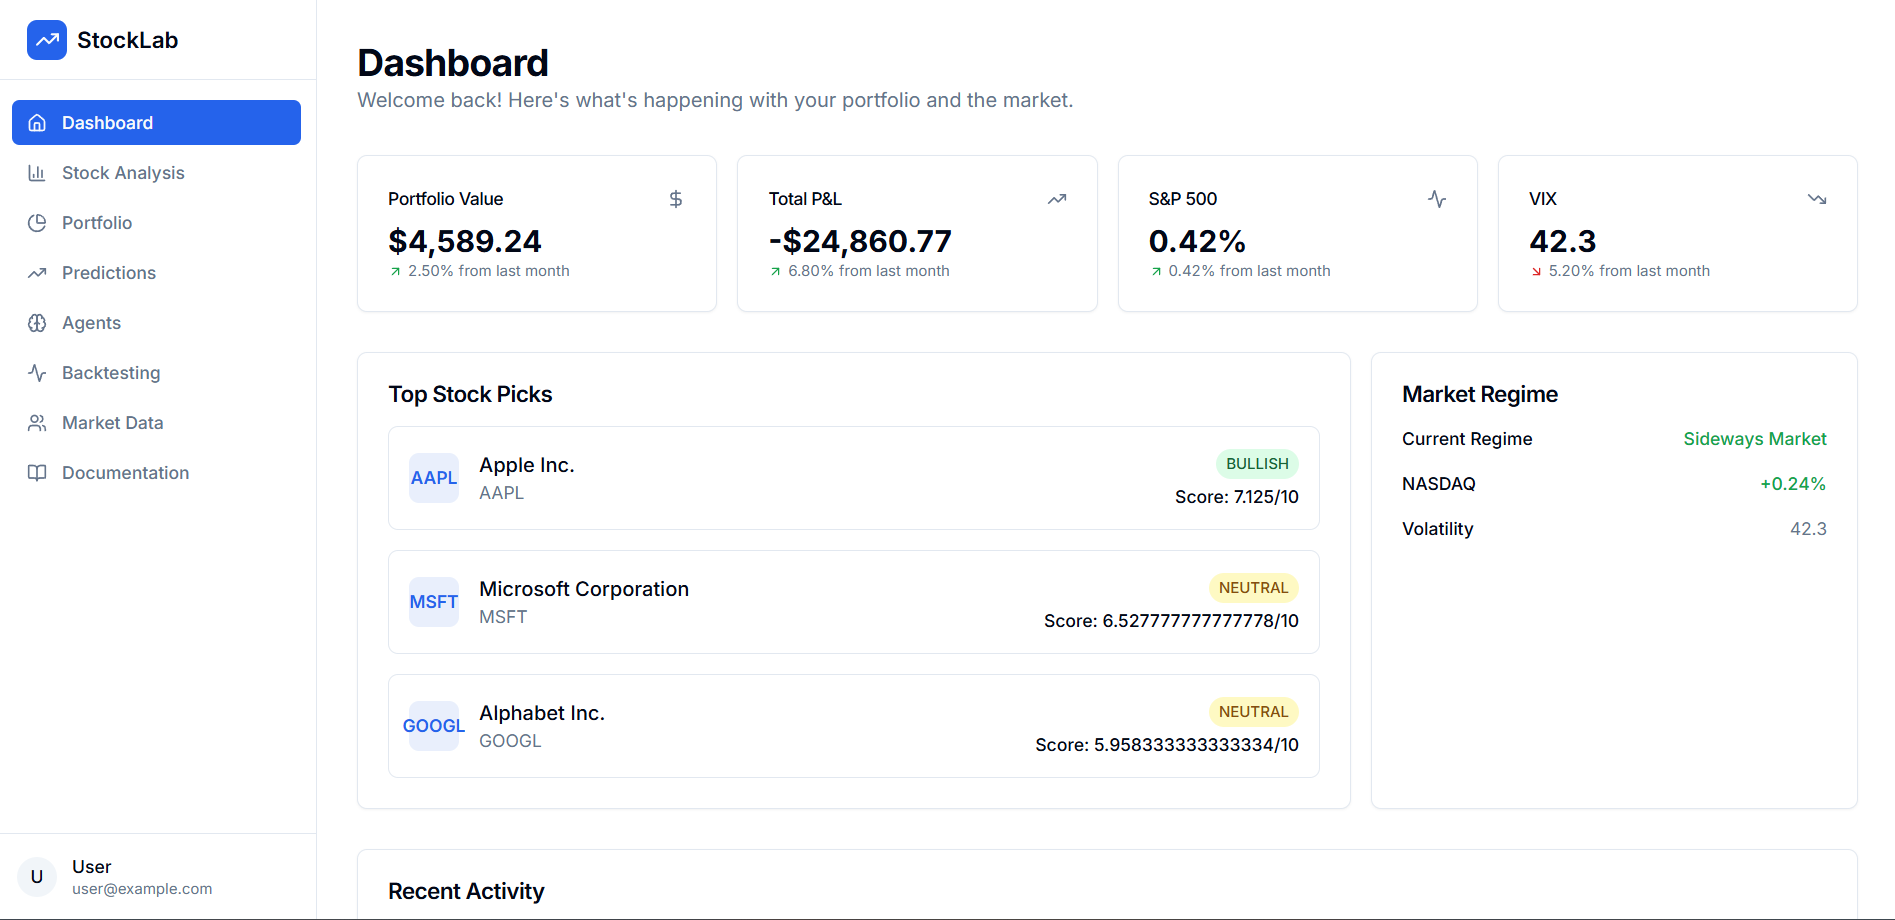 StockLab
Dashboard
Stock Analysis
Portfolio
Predictions
Agents
Backtesting
Market Data
Documentation
U
User
user@example.com
Dashboard
Welcome back! Here's what's happening with your portfolio and the market.
Portfolio Value
$
$4,589.24
2.50% from last month
Total P&L
-$24,860.77
6.80% from last month
S&P 500
0.42%
0.42% from last month
VIX
42.3
5.20% from last month
Top Stock Picks
AAPL
Apple Inc.
AAPL
BULLISH
Score: 7.125/10
MSFT
Microsoft Corporation
MSFT
NEUTRAL
Score: 6.527777777777778/10
GOOGL
Alphabet Inc.
GOOGL
NEUTRAL
Score: 5.958333333333334/10
Market Regime
Current Regime Sideways Market
NASDAQ +0.24%
Volatility 42.3
Recent Activity